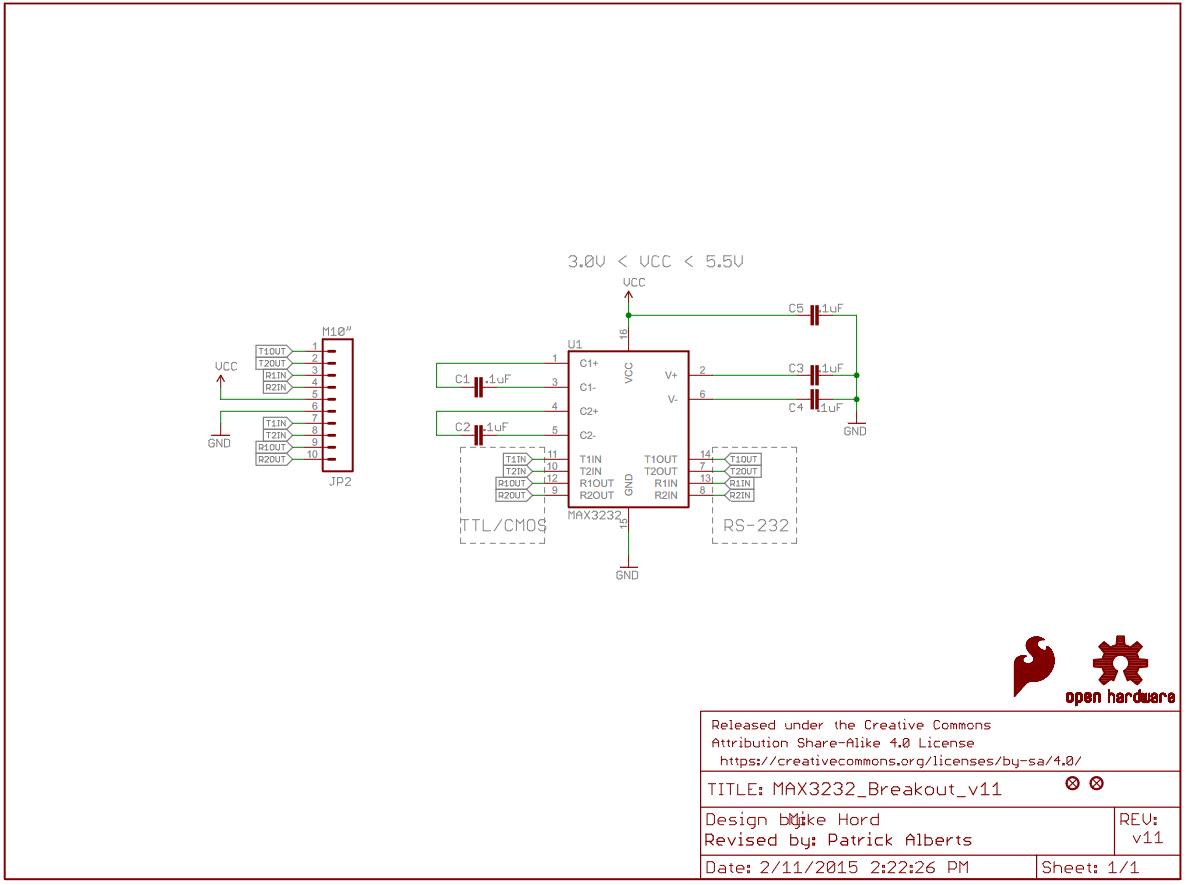 3.0V < VCC < 5.5V
VCC
C5 .1uF
16
U1
M10"
T1OUT 1
T2OUT 2
R1IN 3
R2IN 4
5
6
T1IN 7
T2IN 8
R1OUT 9
R2OUT 10
JP2
VCC
GND
1 C1+
C1 .1uF
3 C1-
4 C2+
C2 .1uF
5 C2-
T1IN 11 T1IN
T2IN 10 T2IN
R1OUT 12 R1OUT
R2OUT 9 R2OUT
TTL/CMOS
VCC
GND
V+ 2
C3 .1uF
V- 6
C4 .1uF
GND
T1OUT 14 T1OUT
T2OUT 7 T2OUT
R1IN 13 R1IN
R2IN 8 R2IN
RS-232
MAX3232
15
GND
open hardware
Released under the Creative Commons
Attribution Share-Alike 4.0 License
https://creativecommons.org/licenses/by-sa/4.0/
TITLE: MAX3232_Breakout_v11
Design by: Mike Hord
Revised by: Patrick Alberts
REV:
v11
Date: 2/11/2015 2:22:26 PM
Sheet: 1/1